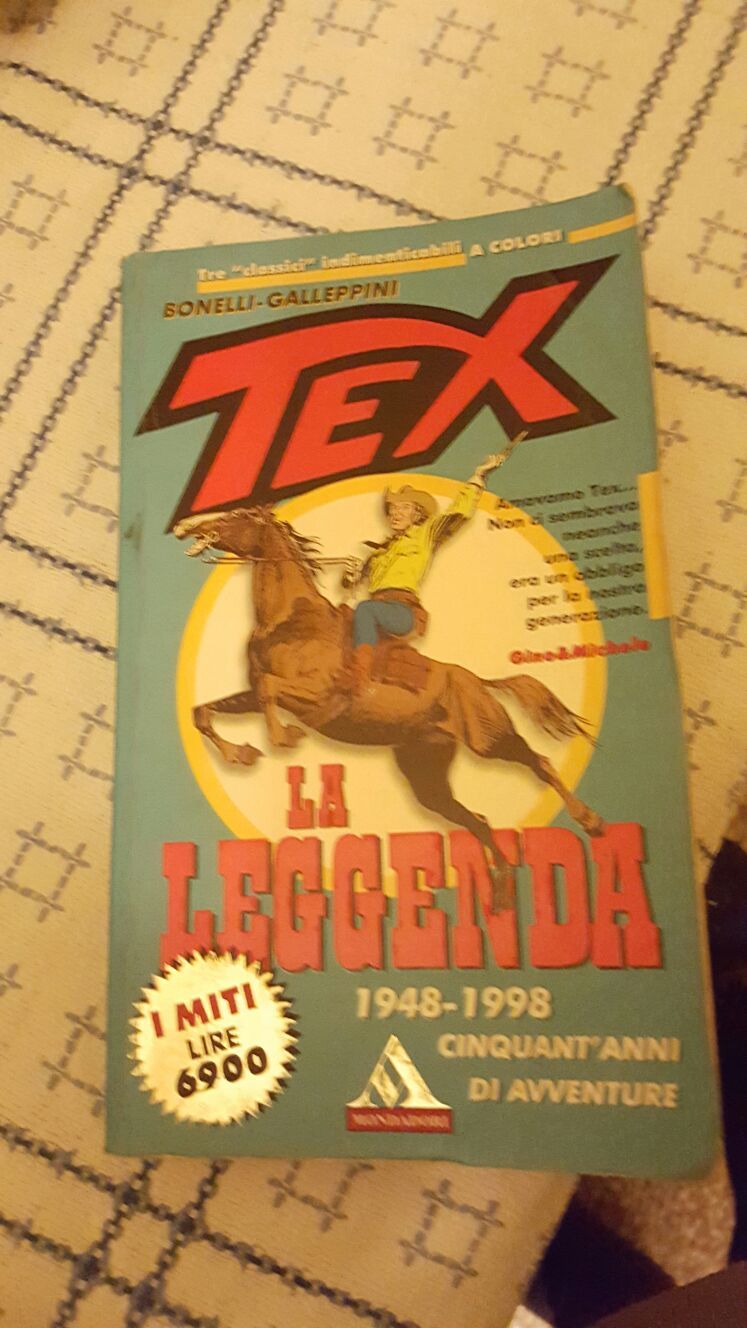 Tre "classici" indimenticabili A COLORI
BONELLI-GALLEPPINI
TEX
Amavamo Tex...
Non ci sembrava
neanche
una scelta,
era un obbligo
per la nostra
generazione.
Gino&Michele
LA
LEGGENDA
I MITI
LIRE
6900
1948-1998
CINQUANT'ANNI
DI AVVENTURE
MONDADORI